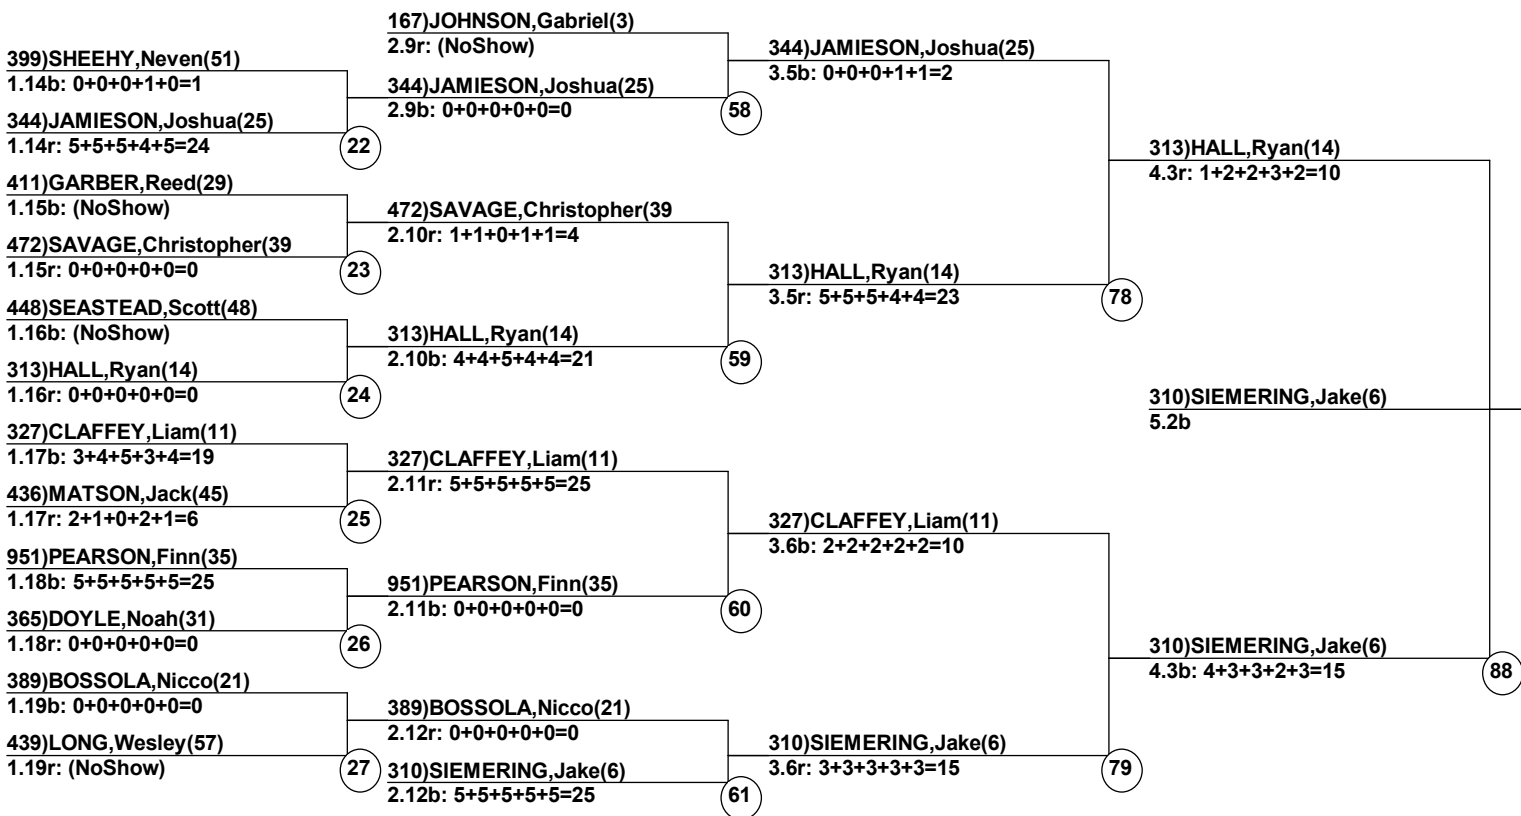 399)SHEEHY,Neven(51)
1.14b: 0+0+0+1+0=1
344)JAMIESON,Joshua(25)
1.14r: 5+5+5+4+5=24
22
411)GARBER,Reed(29)
1.15b: (NoShow)
472)SAVAGE,Christopher(39
1.15r: 0+0+0+0+0=0
23
448)SEASTEAD,Scott(48)
1.16b: (NoShow)
313)HALL,Ryan(14)
1.16r: 0+0+0+0+0=0
24
327)CLAFFEY,Liam(11)
1.17b: 3+4+5+3+4=19
436)MATSON,Jack(45)
1.17r: 2+1+0+2+1=6
25
951)PEARSON,Finn(35)
1.18b: 5+5+5+5+5=25
365)DOYLE,Noah(31)
1.18r: 0+0+0+0+0=0
26
389)BOSSOLA,Nicco(21)
1.19b: 0+0+0+0+0=0
439)LONG,Wesley(57)
1.19r: (NoShow)
27
167)JOHNSON,Gabriel(3)
2.9r: (NoShow)
344)JAMIESON,Joshua(25)
2.9b: 0+0+0+0+0=0
58
472)SAVAGE,Christopher(39
2.10r: 1+1+0+1+1=4
313)HALL,Ryan(14)
2.10b: 4+4+5+4+4=21
59
327)CLAFFEY,Liam(11)
2.11r: 5+5+5+5+5=25
951)PEARSON,Finn(35)
2.11b: 0+0+0+0+0=0
60
389)BOSSOLA,Nicco(21)
2.12r: 0+0+0+0+0=0
310)SIEMERING,Jake(6)
2.12b: 5+5+5+5+5=25
61
344)JAMIESON,Joshua(25)
3.5b: 0+0+0+1+1=2
313)HALL,Ryan(14)
3.5r: 5+5+5+4+4=23
78
327)CLAFFEY,Liam(11)
3.6b: 2+2+2+2+2=10
310)SIEMERING,Jake(6)
3.6r: 3+3+3+3+3=15
79
313)HALL,Ryan(14)
4.3r: 1+2+2+3+2=10
310)SIEMERING,Jake(6)
5.2b
310)SIEMERING,Jake(6)
4.3b: 4+3+3+2+3=15
88